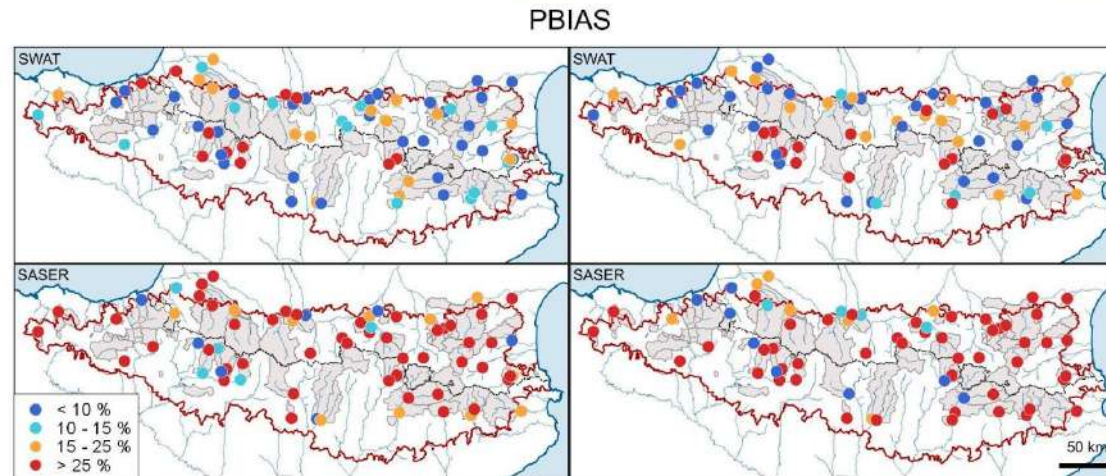 PBIAS
SWAT
SWAT
SASER
SASER
< 10 %
10 - 15 %
15 - 25 %
> 25 %
50 km